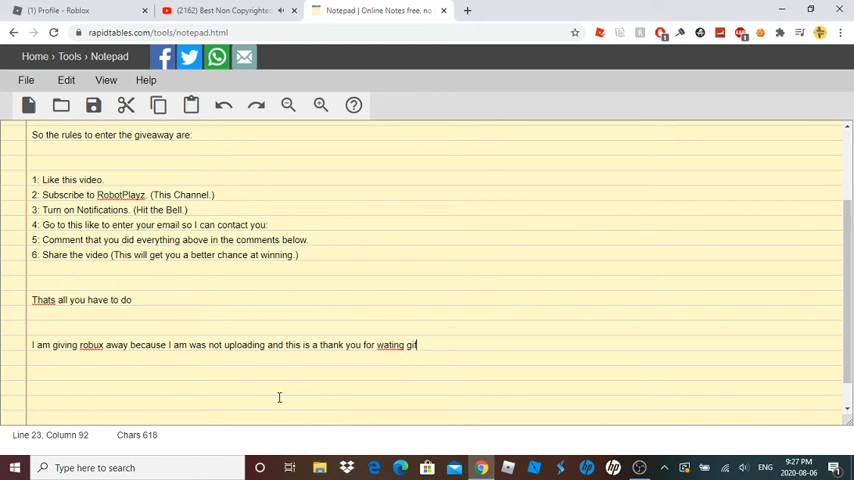 (1) Profile - Roblox
(2162) Best Non Copyrighte
Notepad | Online Notes free, no
rapidtables.com/tools/notepad.html
Home › Tools › Notepad
File Edit View Help
So the rules to enter the giveaway are:
1: Like this video.
2: Subscribe to RobotPlayz. (This Channel.)
3: Turn on Notifications. (Hit the Bell.)
4: Go to this like to enter your email so I can contact you:
5: Comment that you did everything above in the comments below.
6: Share the video (This will get you a better chance at winning.)
Thats all you have to do
I am giving robux away because I am was not uploading and this is a thank you for wating gif
Line 23, Column 92 Chars 618
Type here to search
ENG
9:27 PM
2020-08-06